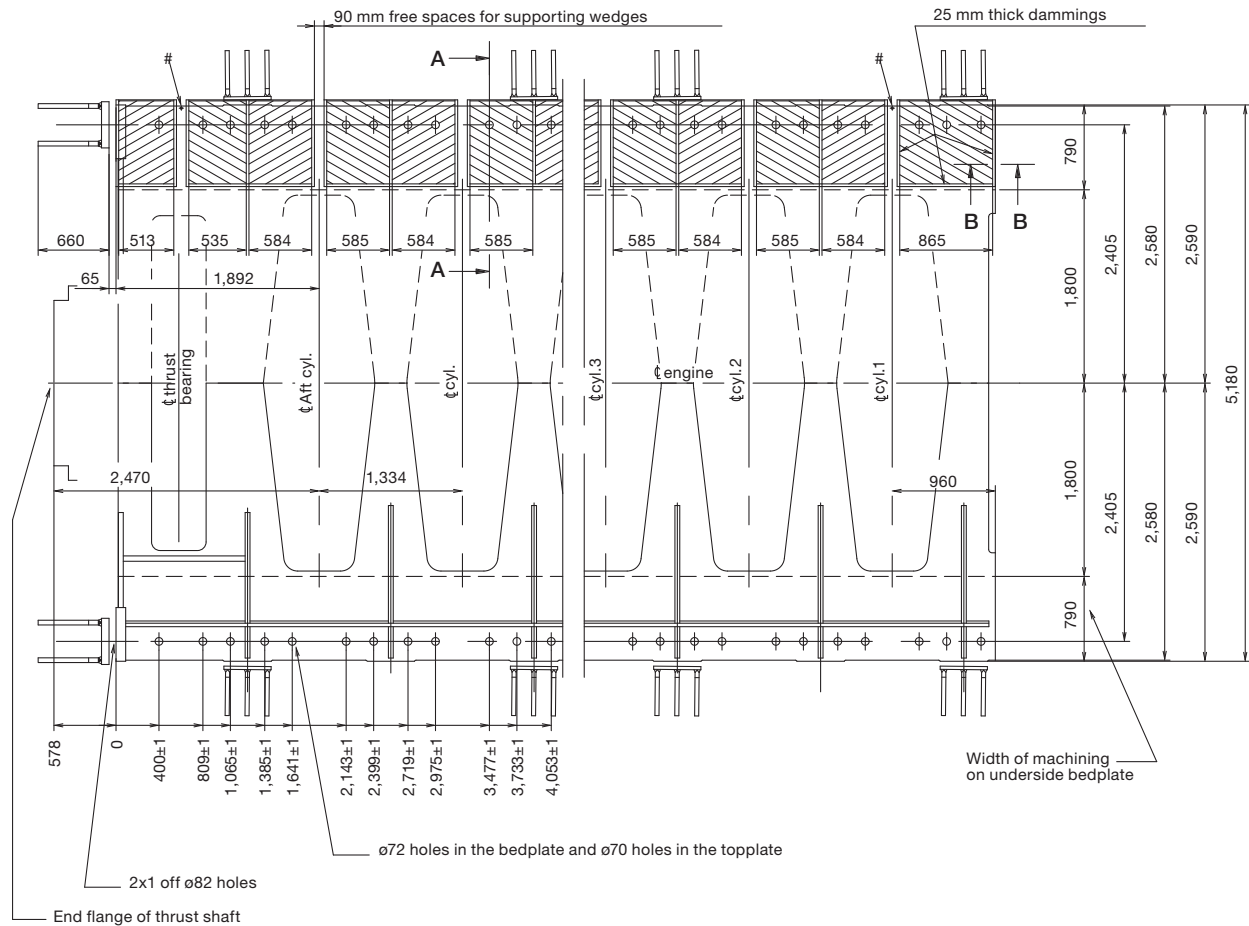 90 mm free spaces for supporting wedges
25 mm thick dammings
A
#
#
790
B B
660 513 535 584 585 584 585 585 584 585 584 865
A
65 1,892
1,800
2,405
2,580
2,590
℄ thrust
bearing
℄ Aft cyl.
℄ cyl.
℄ cyl.3
℄ engine
℄ cyl.2
℄ cyl.1
5,180
2,470 1,334 960
1,800
2,405
2,580
2,590
790
578
0
400±1
809±1
1,065±1
1,385±1
1,641±1
2,143±1
2,399±1
2,719±1
2,975±1
3,477±1
3,733±1
4,053±1
Width of machining
on underside bedplate
ø72 holes in the bedplate and ø70 holes in the topplate
2x1 off ø82 holes
End flange of thrust shaft